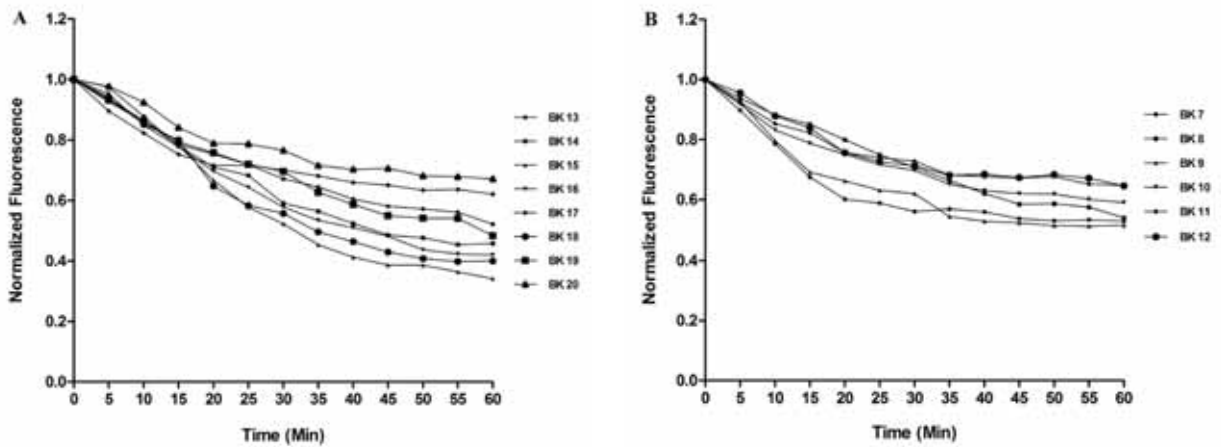 A
1.2
1.0
0.8
0.6
0.4
0.2
0.0
Normalized Fluorescence
0 5 10 15 20 25 30 35 40 45 50 55 60
Time (Min)
BK 13
BK 14
BK 15
BK 16
BK 17
BK 18
BK 19
BK 20
B
1.2
1.0
0.8
0.6
0.4
0.2
0.0
Normalized Fluorescence
0 5 10 15 20 25 30 35 40 45 50 55 60
Time (Min)
BK 7
BK 8
BK 9
BK 10
BK 11
BK 12